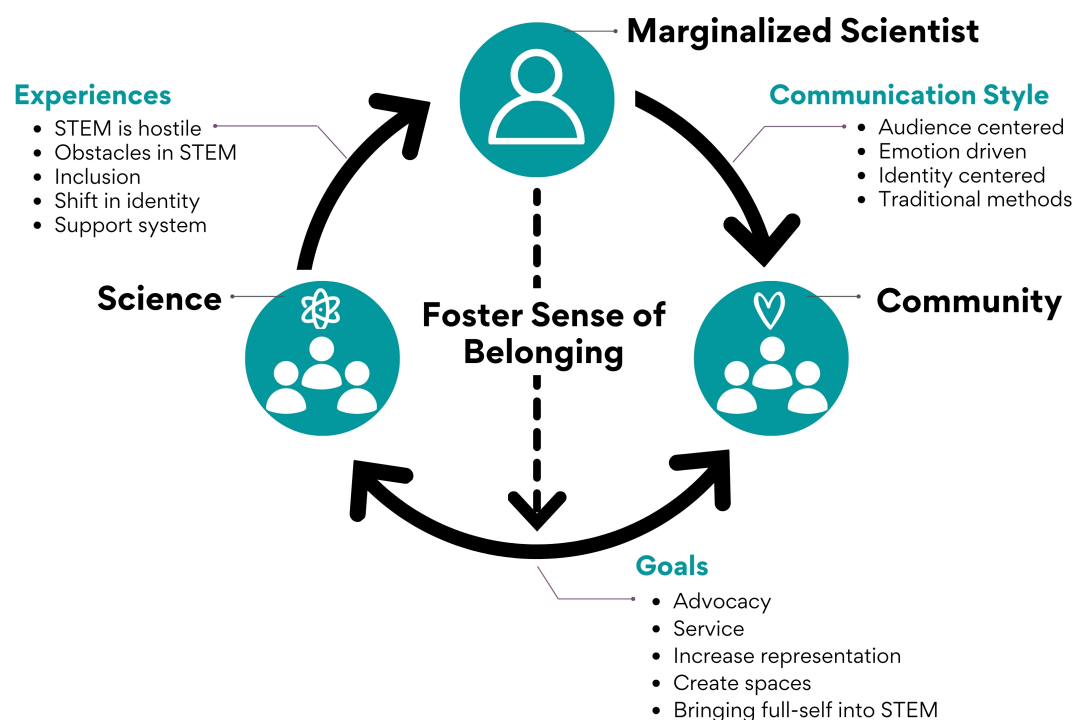 Marginalized Scientist
Experiences
• STEM is hostile
• Obstacles in STEM
• Inclusion
• Shift in identity
• Support system
Communication Style
• Audience centered
• Emotion driven
• Identity centered
• Traditional methods
Science
Foster Sense of
Belonging
Community
Goals
• Advocacy
• Service
• Increase representation
• Create spaces
• Bringing full-self into STEM